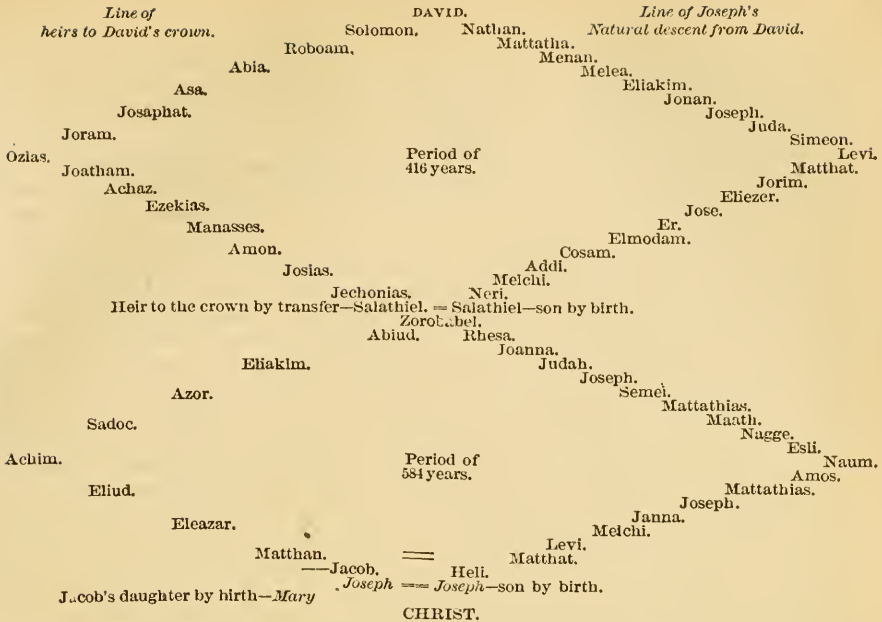 Line of heirs to David's crown.
DAVID.
Line of Joseph's Natural descent from David.
Solomon. Nathan.
Roboam. Mattatha.
Menan.
Abia. Melea.
Asa. Eliakim.
Jonan.
Josaphat. Joseph.
Juda.
Joram. Simeon.
Ozias. Period of 416 years. Levi.
Joatham. Matthat.
Jorim.
Achaz. Eliezer.
Ezekias. Jose.
Manasses. Er.
Elmodam.
Amon. Cosam.
Josias. Addi.
Melchi.
Jechonias. Neri.
Heir to the crown by transfer—Salathiel. = Salathiel—son by birth.
Zorobabel.
Abiud. Rhesa.
Joanna.
Eliakim. Judah.
Joseph.
Azor. Semei.
Mattathias.
Sadoc. Maath.
Nagge.
Esli.
Achim. Period of 584 years. Naum.
Amos.
Eliud. Mattathias.
Joseph.
Eleazar. Janna.
Melchi.
Levi.
Matthan. = Matthat.
—Jacob. Heli.
Joseph == Joseph—son by birth.
Jacob's daughter by birth—Mary
CHRIST.